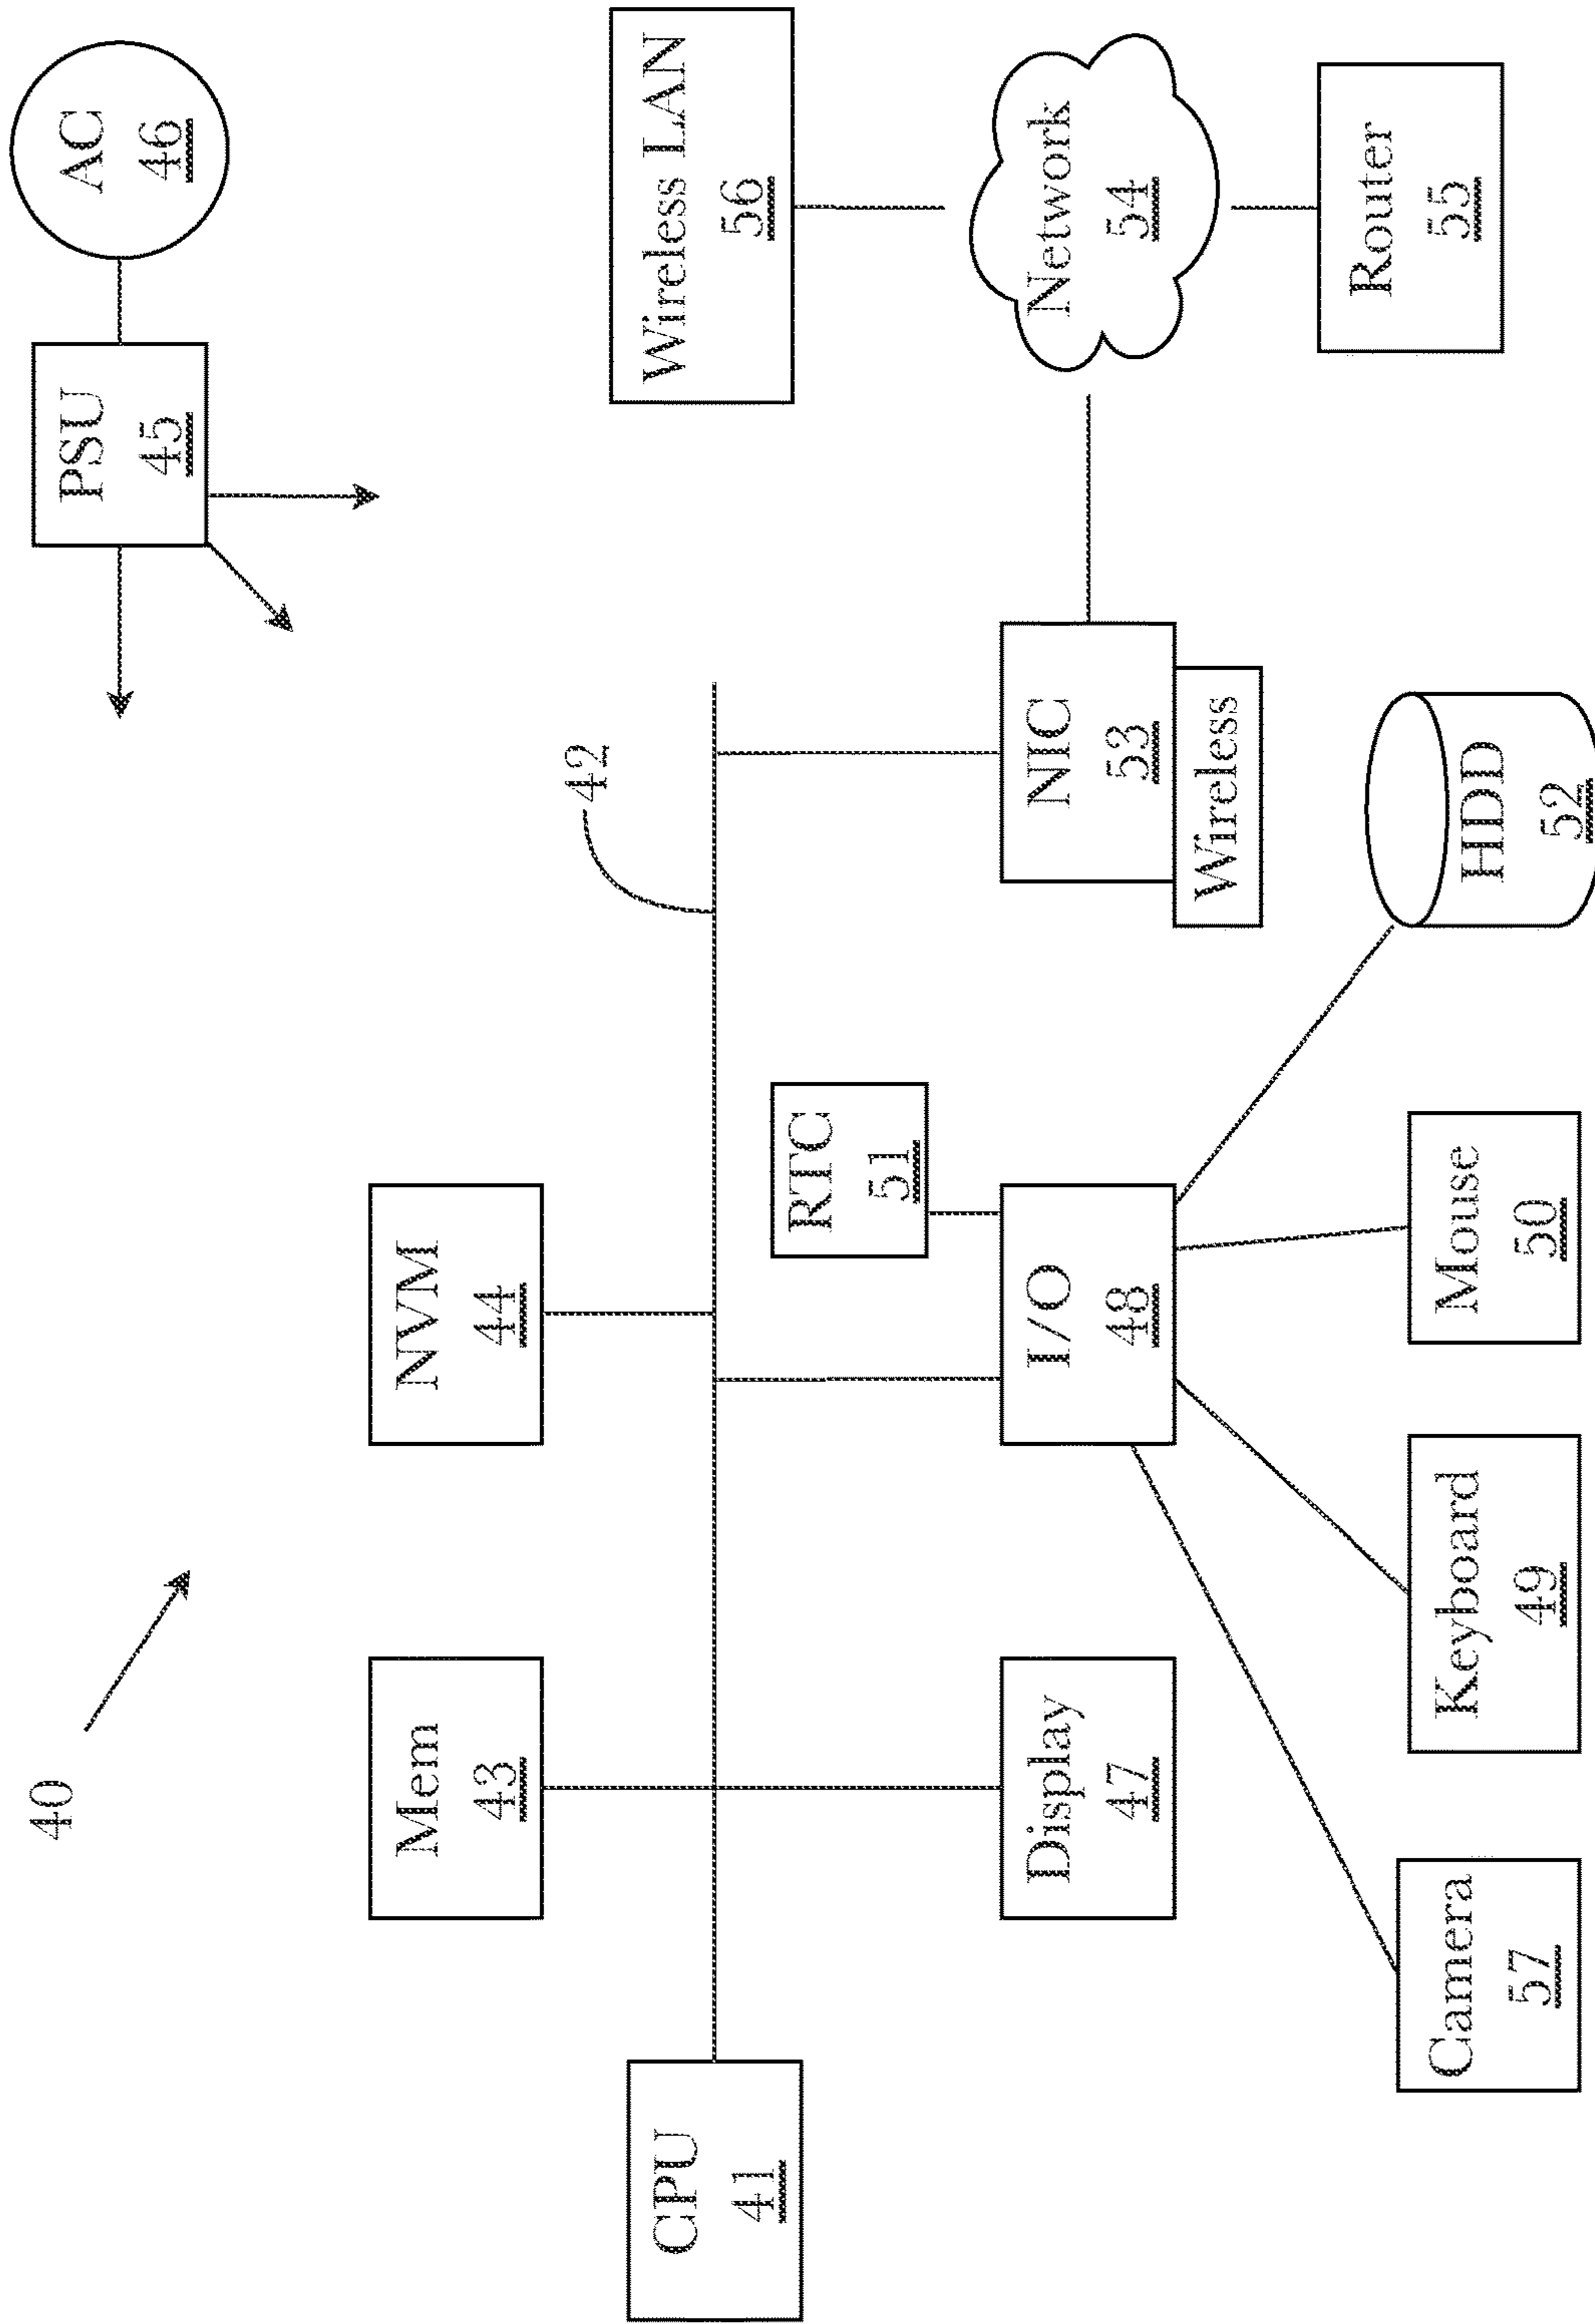 40
PSU
45
AC
46
Mem
43
NVM
44
42
CPU
41
Wireless LAN
56
RTC
51
Display
47
I/O
48
NIC
53
Wireless
Network
54
Camera
57
Keyboard
49
Mouse
50
HDD
52
Router
55